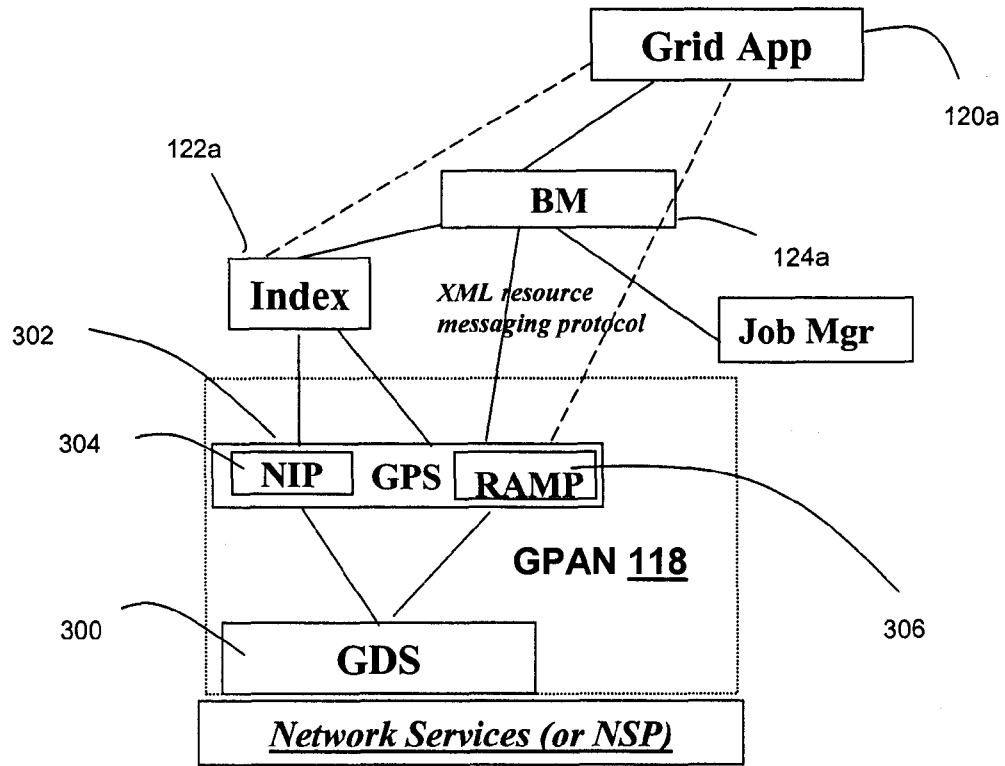 Grid App
120a
122a
BM
124a
Index
XML resource
messaging protocol
Job Mgr
302
304
NIP
GPS
RAMP
GPAN 118
300
306
GDS
Network Services (or NSP)